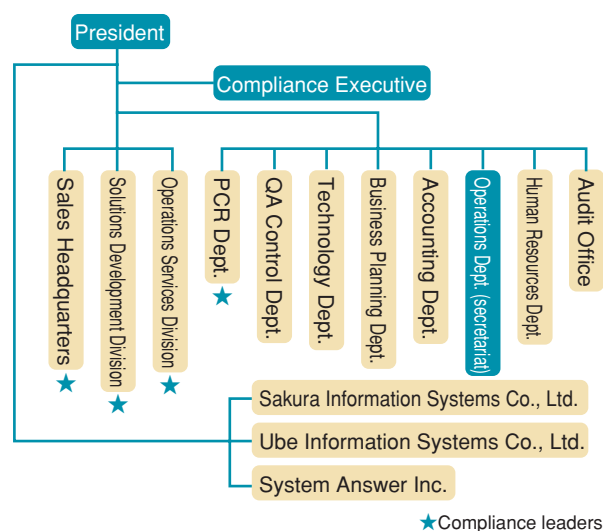 President
Compliance Executive
Sales Headquarters
Solutions Development Division
Operations Services Division
PCR Dept.
QA Control Dept.
Technology Dept.
Business Planning Dept.
Accounting Dept.
Operations Dept. (secretariat)
Human Resources Dept.
Audit Office
Sakura Information Systems Co., Ltd.
Ube Information Systems Co., Ltd.
System Answer Inc.
★Compliance leaders